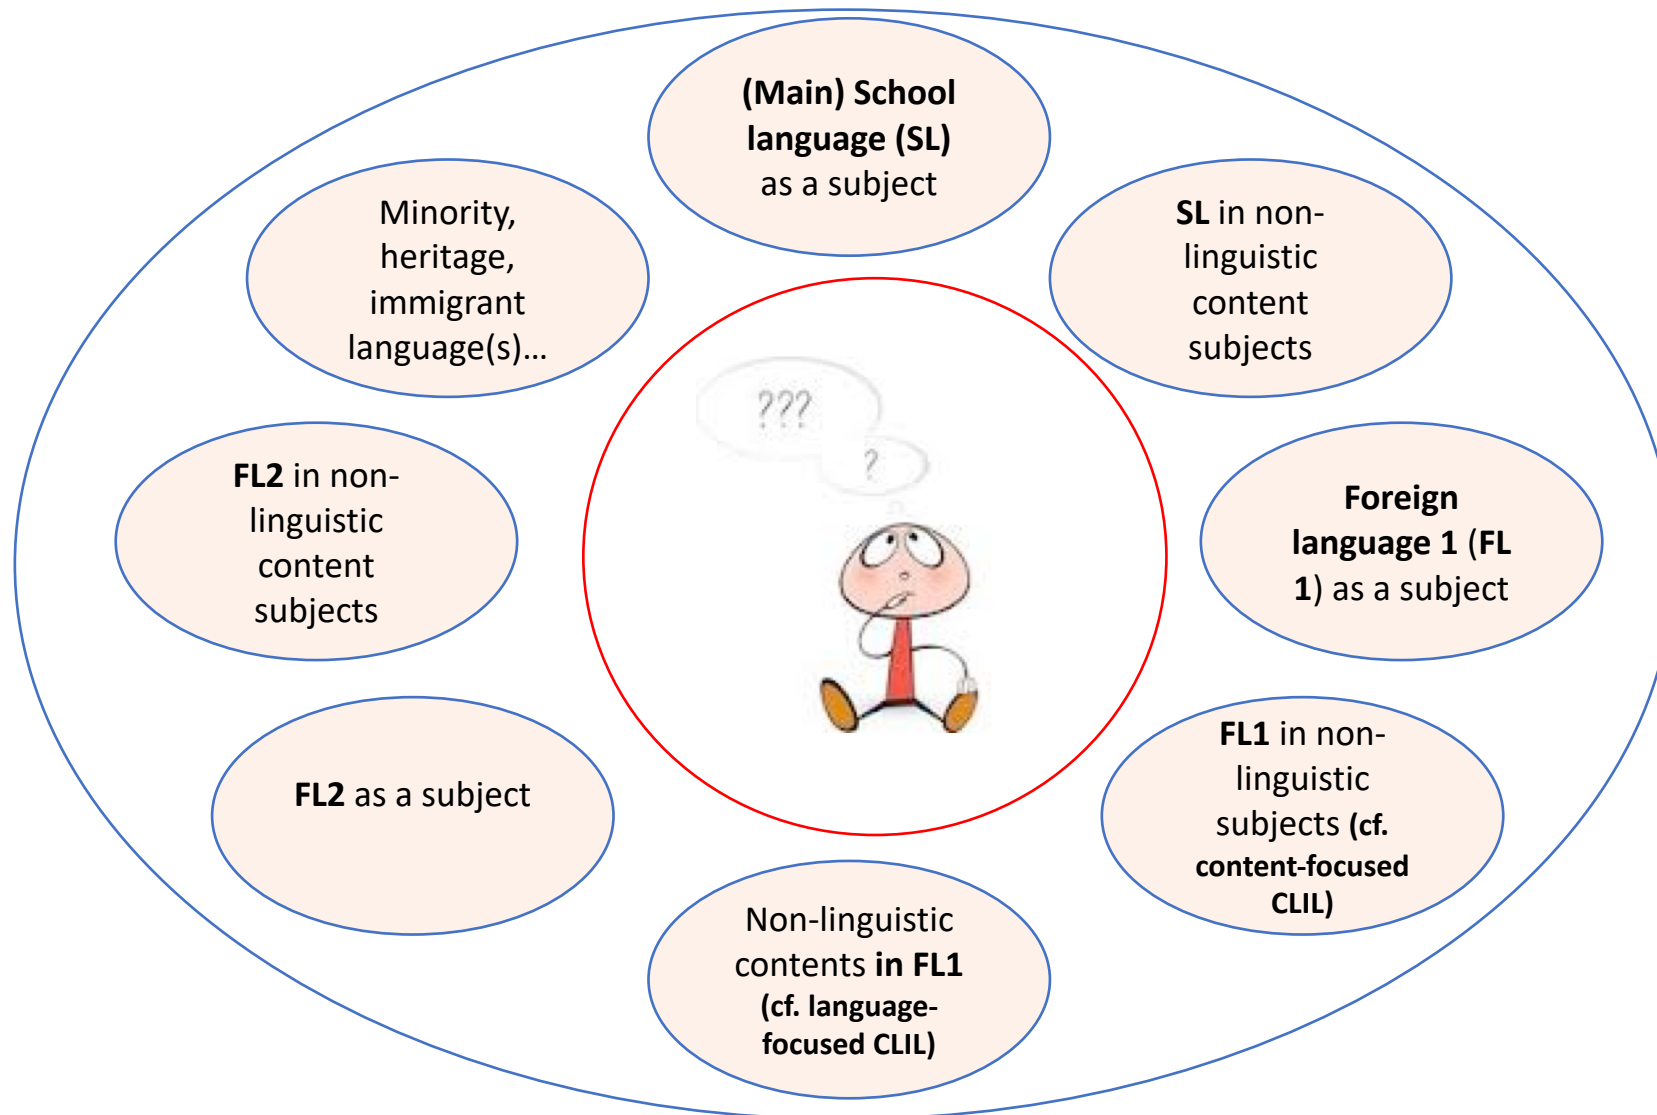 (Main) School
language (SL)
as a subject
SL in non-
linguistic
content
subjects
Foreign
language 1 (FL
1) as a subject
FL1 in non-
linguistic
subjects (cf.
content-focused
CLIL)
Non-linguistic
contents in FL1
(cf. language-
focused CLIL)
FL2 as a subject
FL2 in non-
linguistic
content
subjects
Minority,
heritage,
immigrant
language(s)…
???
?